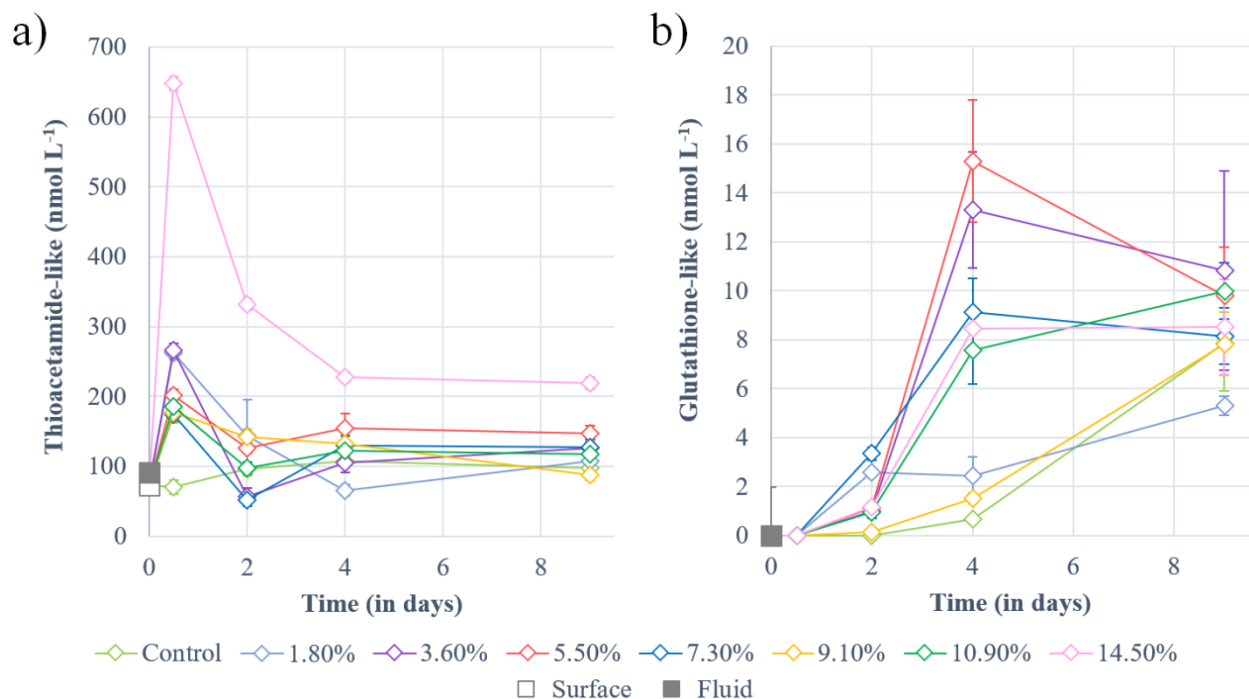 a)
700
600
500
400
300
200
100
0
0 2 4 6 8
Thioacetamide-like (nmol L⁻¹)
Time (in days)
b)
20
18
16
14
12
10
8
6
4
2
0
0 2 4 6 8
Glutathione-like (nmol L⁻¹)
Time (in days)
Control 1.80% 3.60% 5.50% 7.30% 9.10% 10.90% 14.50%
Surface Fluid